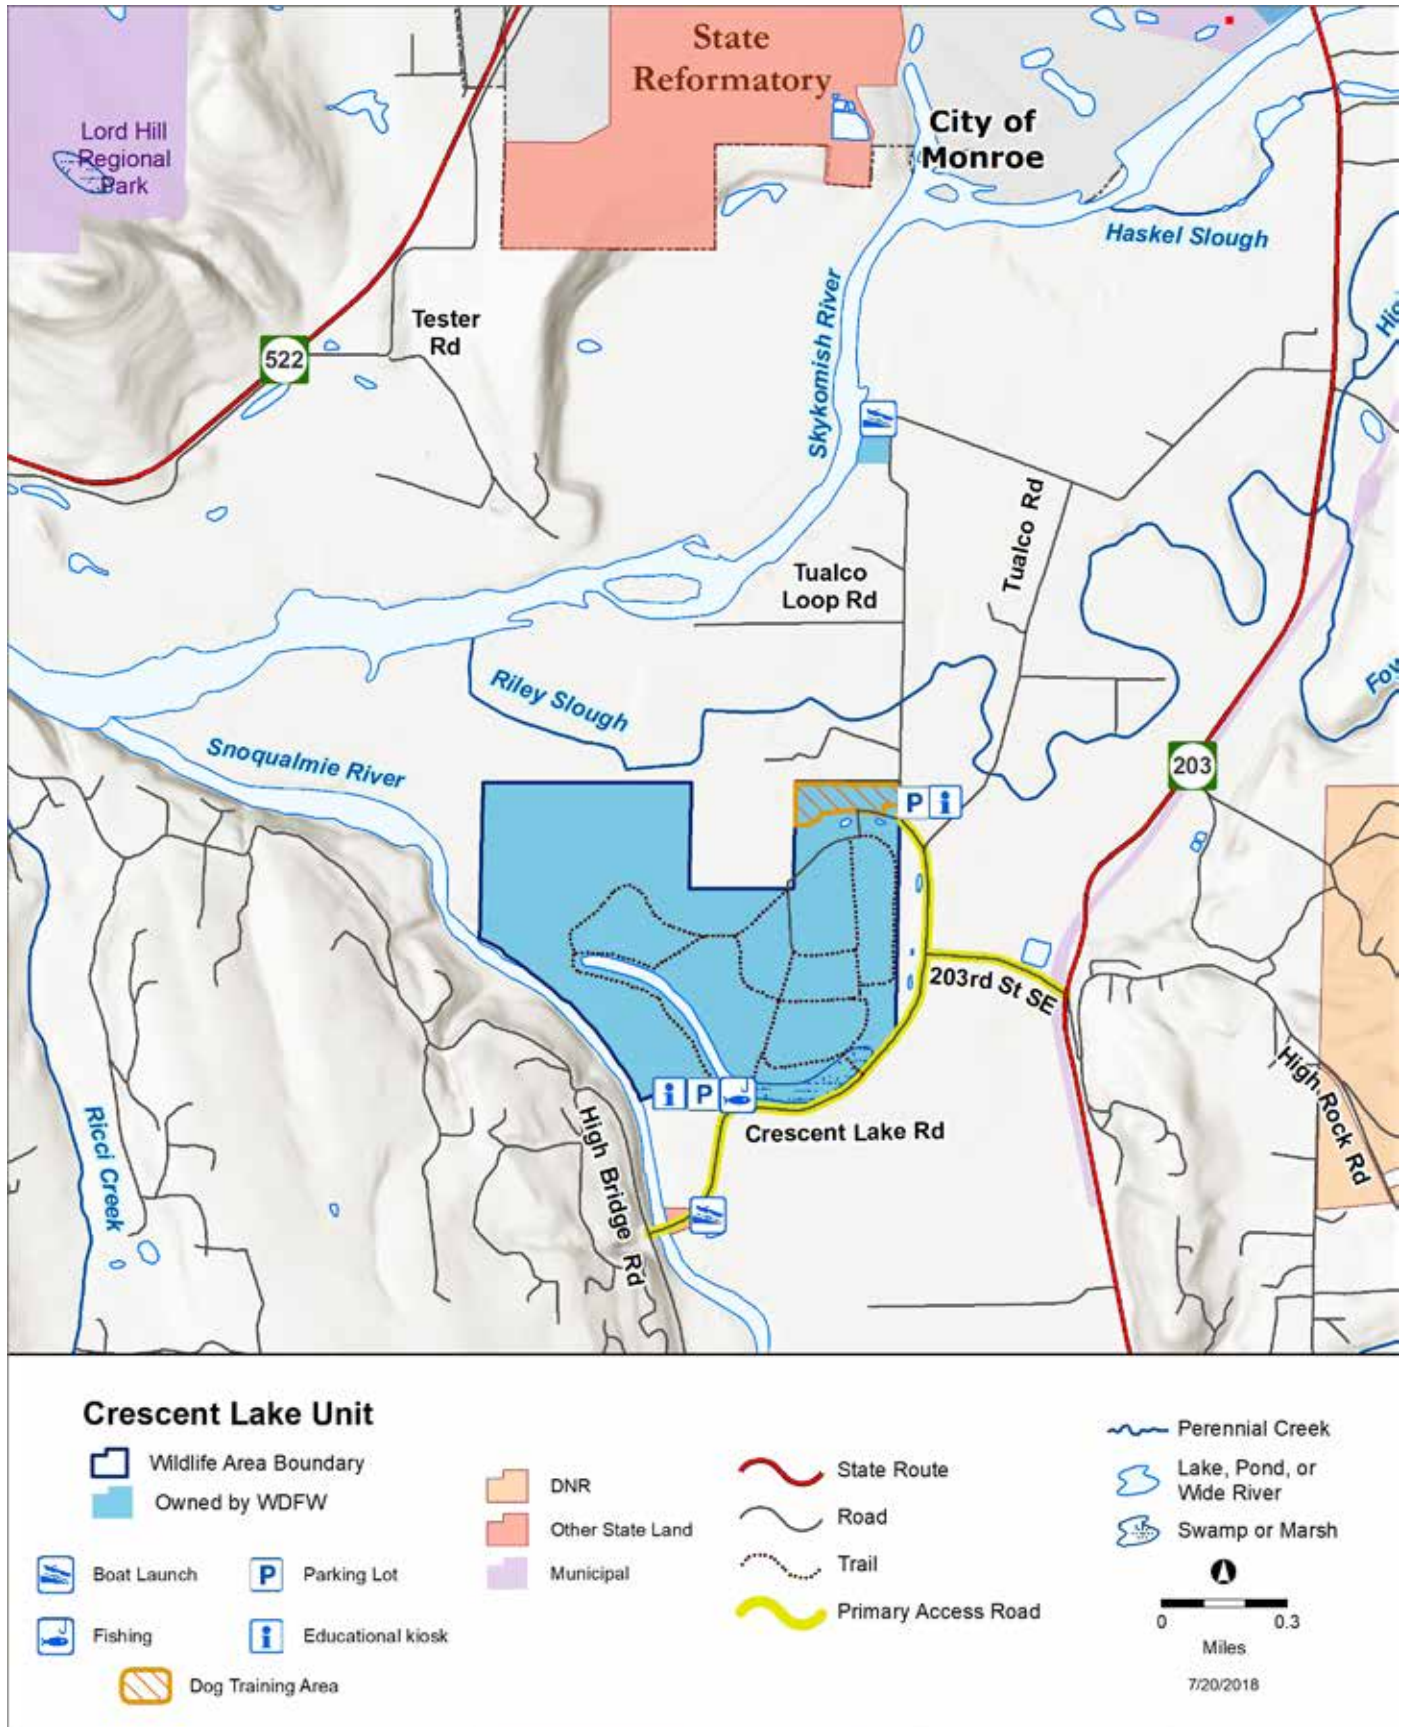 State
Reformatory
City of
Monroe
Lord Hill
Regional
Park
Haskel Slough
Tester
Rd
522
Skykomish River
Tualco Rd
Tualco
Loop Rd
Riley Slough
Snoqualmie River
203
P
203rd St SE
P
Crescent Lake Rd
High Rock Rd
High Bridge Rd
Ricci Creek
Crescent Lake Unit
Wildlife Area Boundary
Owned by WDFW
Boat Launch
P
Parking Lot
Fishing
Educational kiosk
Dog Training Area
DNR
Other State Land
Municipal
State Route
Road
Trail
Primary Access Road
Perennial Creek
Lake, Pond, or
Wide River
Swamp or Marsh
0 0.3
Miles
7/20/2018